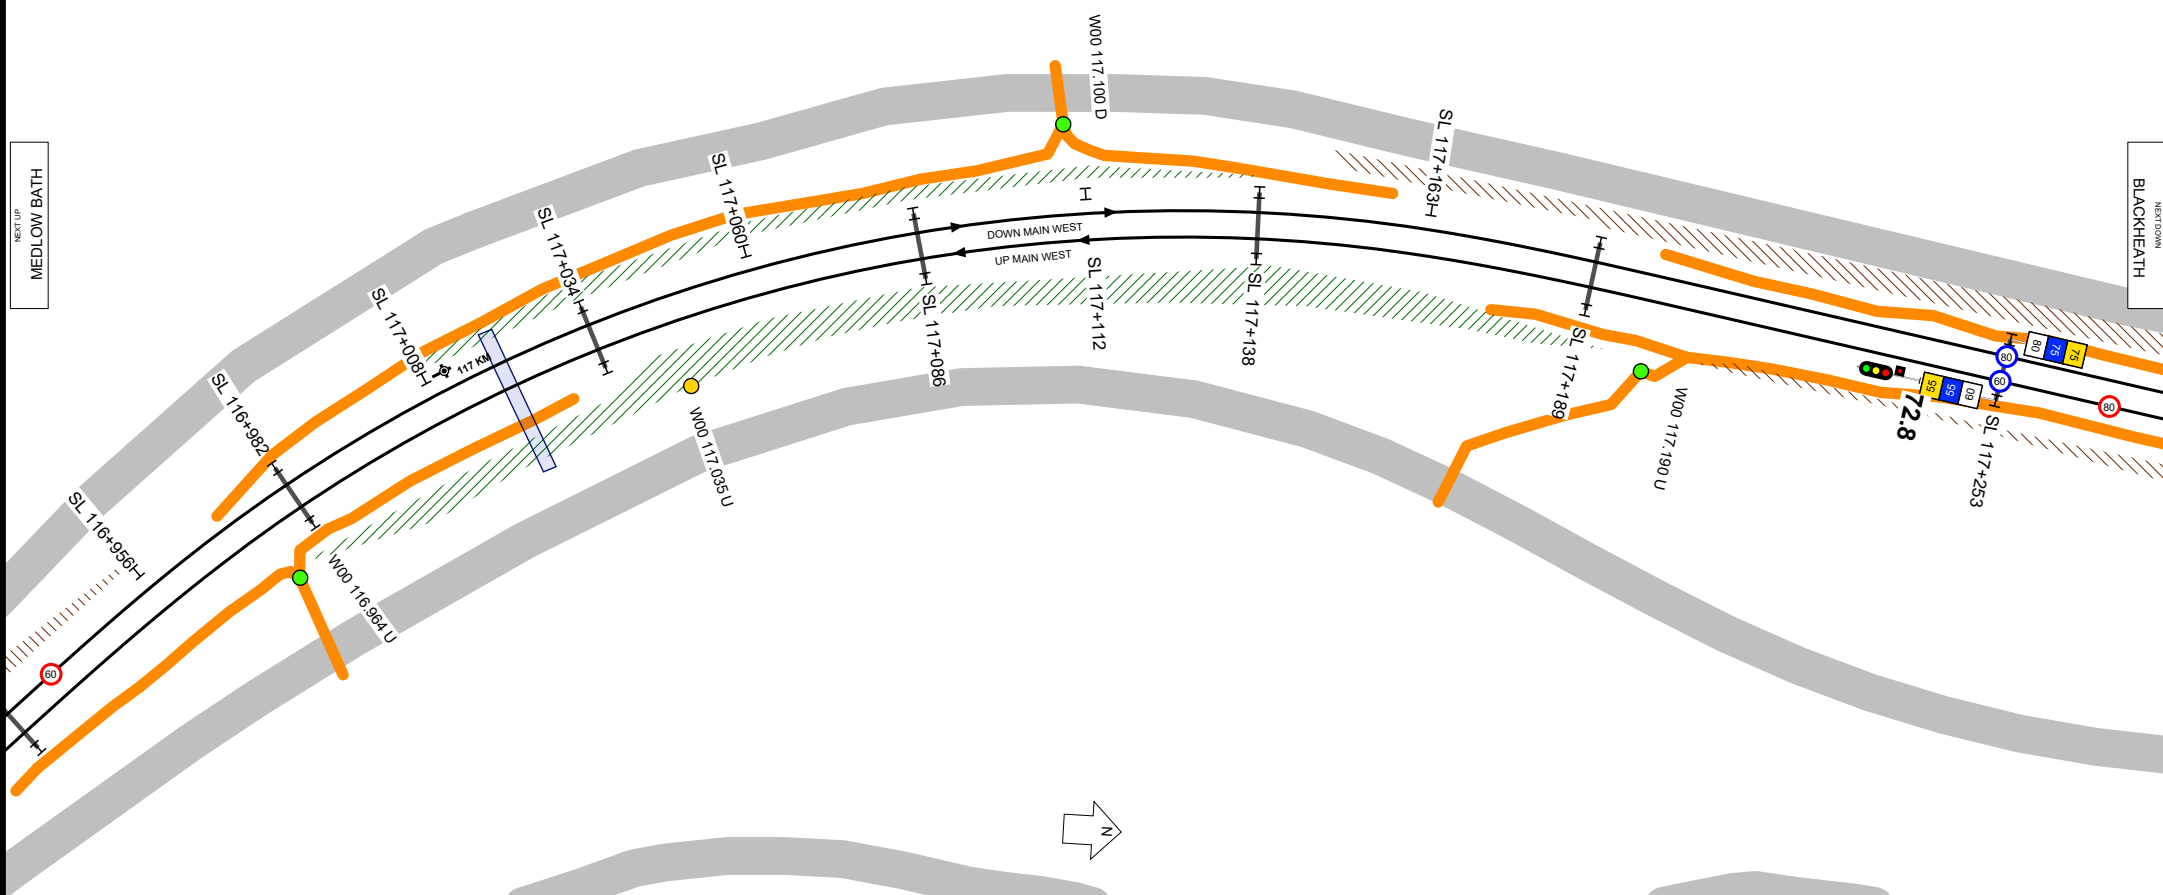 NEXT UP
MEDLOW BATH
SL 116+956
SL 116+982
SL 117+008
117 KM
SL 117+034
SL 117+060
W00 117.100 D
SL 117+163
DOWN MAIN WEST
UP MAIN WEST
SL 117+086
SL 117+112
SL 117+138
SL 117+189
W00 116.964 U
W00 117.035 U
W00 117.190 U
72.8
SL 117+253
55
55
60
80
75
75
80
60
80
60
NEXT DOWN
BLACKHEATH
N